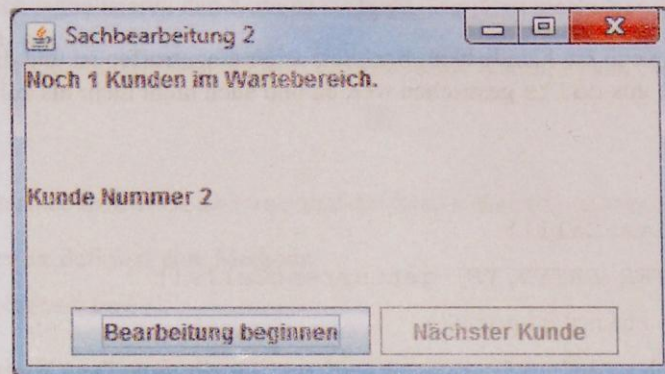 Sachbearbeitung 2
Noch 1 Kunden im Wartebereich.
Kunde Nummer 2
Bearbeitung beginnen
Nächster Kunde